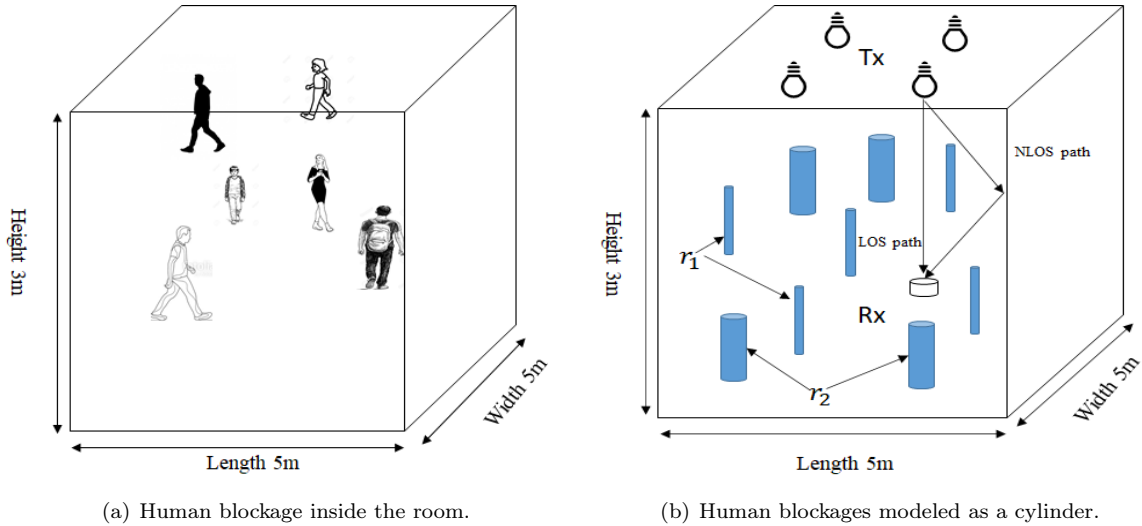 Height 3m
Length 5m
Width 5m
(a) Human blockage inside the room.
Tx
NLOS path
LOS path
r1
Rx
r2
Height 3m
Length 5m
Width 5m
(b) Human blockages modeled as a cylinder.